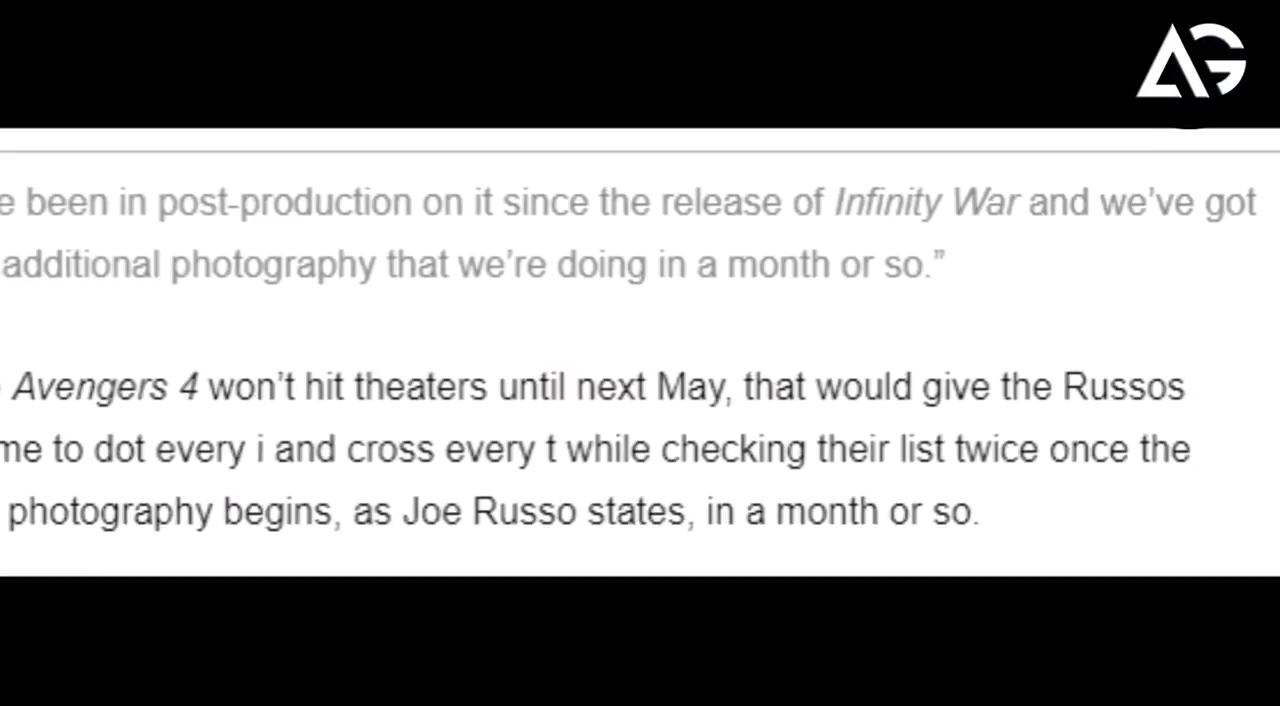 AG
e been in post-production on it since the release of Infinity War and we’ve got
additional photography that we’re doing in a month or so.”
Avengers 4 won’t hit theaters until next May, that would give the Russos
me to dot every i and cross every t while checking their list twice once the
photography begins, as Joe Russo states, in a month or so.